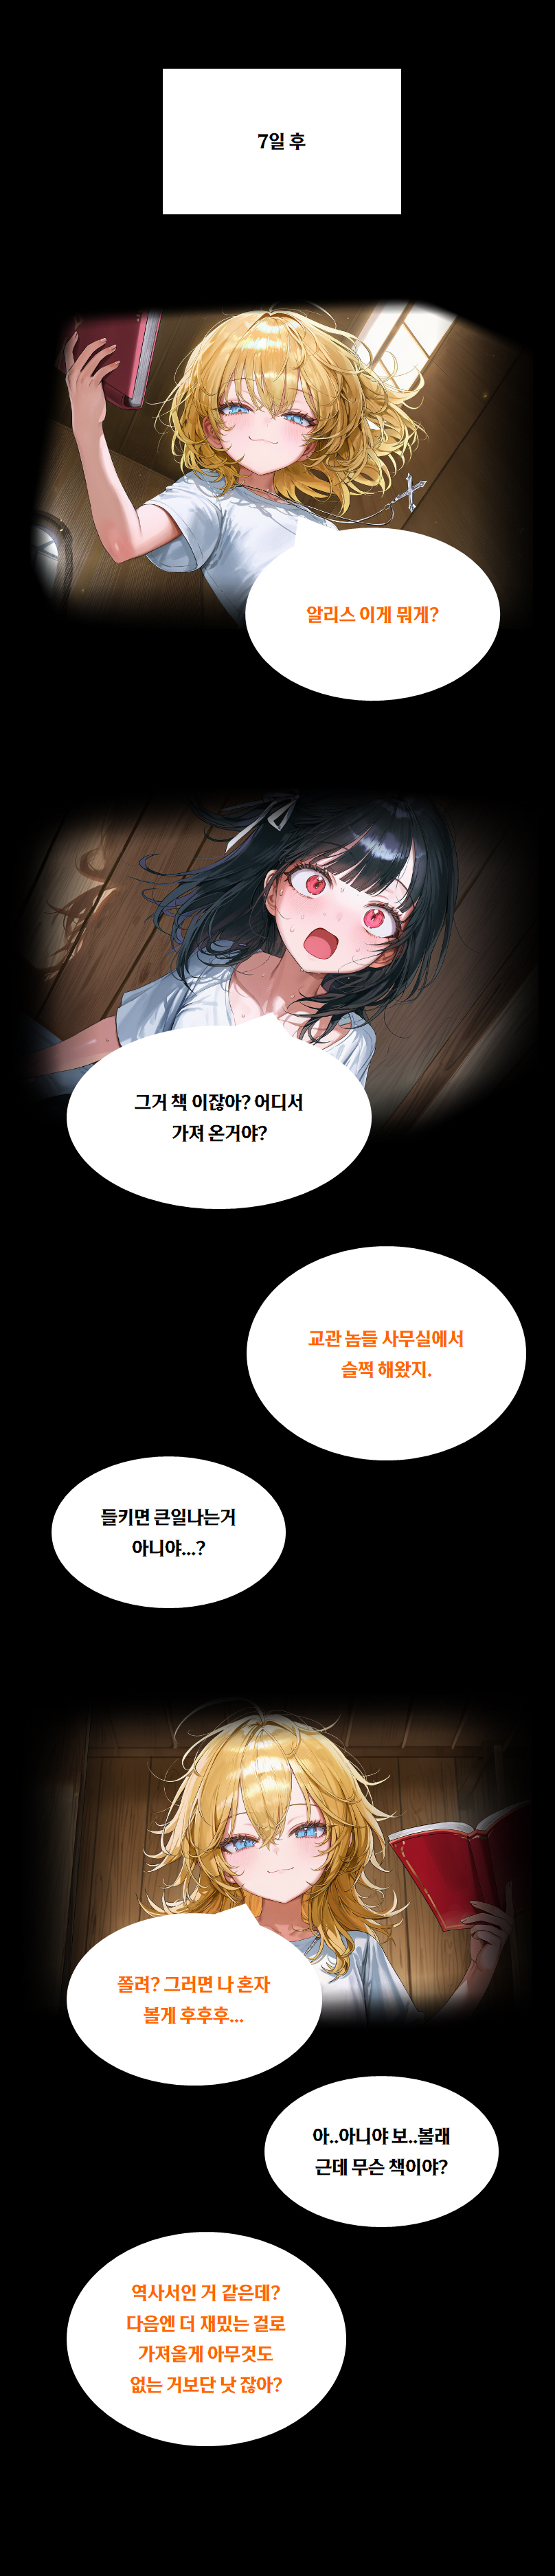 7일 후
알리스 이게 뭐게?
그거 책 이잖아? 어디서
가져 온거야?
교관 놈들 사무실에서
슬쩍 해왔지.
들키면 큰일나는거
아니야...?
쫄려? 그러면 나 혼자
볼게 후후후...
아..아니야 보..볼래
근데 무슨 책이야?
역사서인 거 같은데?
다음엔 더 재밌는 걸로
가져올게 아무것도
없는 거보단 낫 잖아?